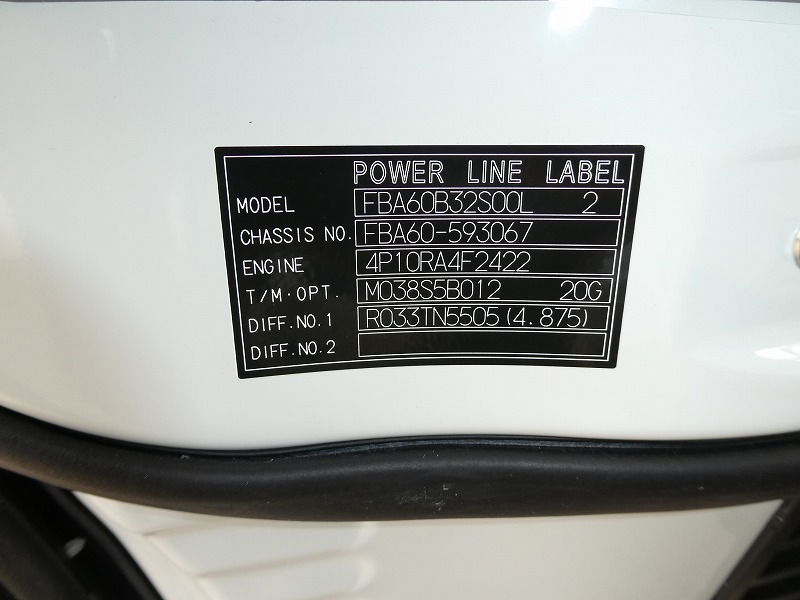 POWER LINE LABEL
MODEL FBA60B32S00L 2
CHASSIS NO. FBA60-593067
ENGINE 4P10RA4F2422
T/M·OPT. M038S5B012 20G
DIFF.NO.1 R033TN5505(4.875)
DIFF.NO.2